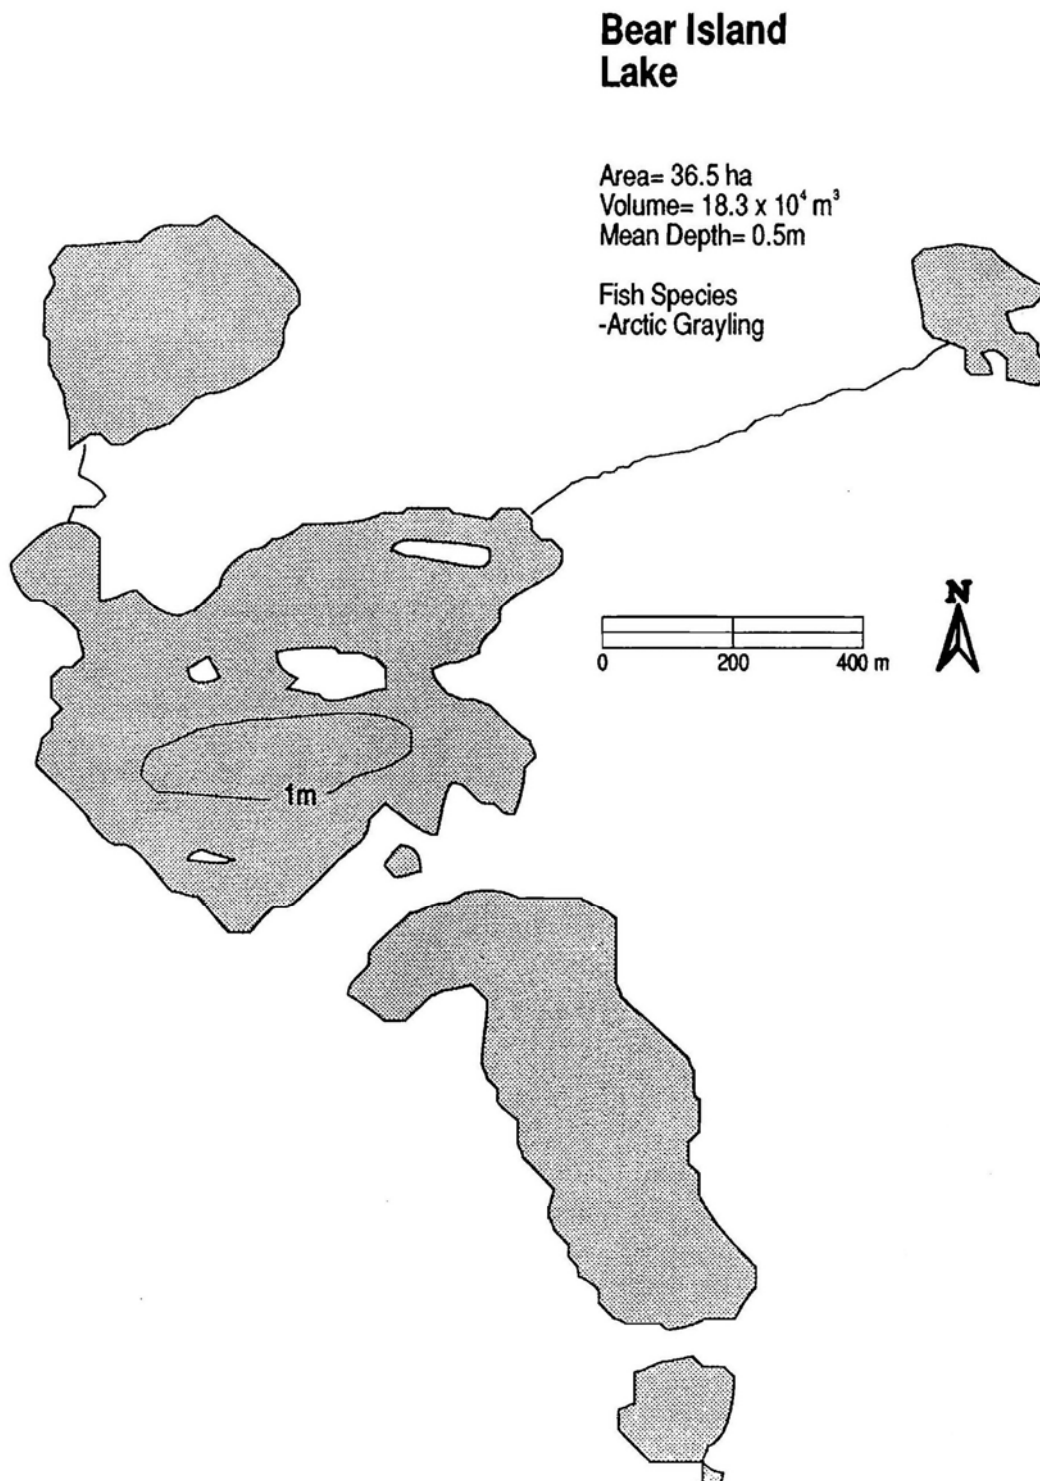 Bear Island
Lake
Area= 36.5 ha
Volume= 18.3 x 10⁴ m³
Mean Depth= 0.5m
Fish Species
-Arctic Grayling
N
0 200 400 m
1m